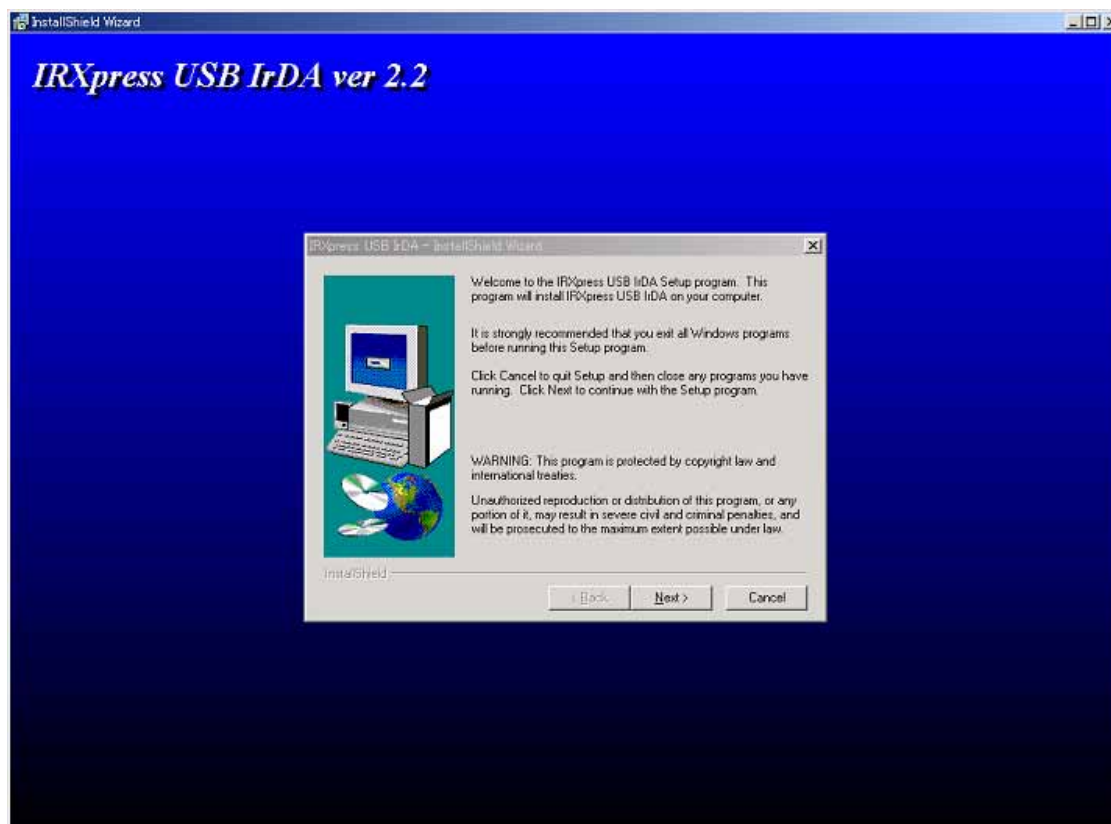 InstallShield Wizard
IRXpress USB IrDA ver 2.2
IRXpress USB IrDA - InstallShield Wizard
Welcome to the IRXpress USB IrDA Setup program. This
program will install IRXpress USB IrDA on your computer.
It is strongly recommended that you exit all Windows programs
before running this Setup program.
Click Cancel to quit Setup and then close any programs you have
running. Click Next to continue with the Setup program.
WARNING: This program is protected by copyright law and
international treaties.
Unauthorized reproduction or distribution of this program, or any
portion of it, may result in severe civil and criminal penalties, and
will be prosecuted to the maximum extent possible under law.
InstallShield
< Back
Next >
Cancel